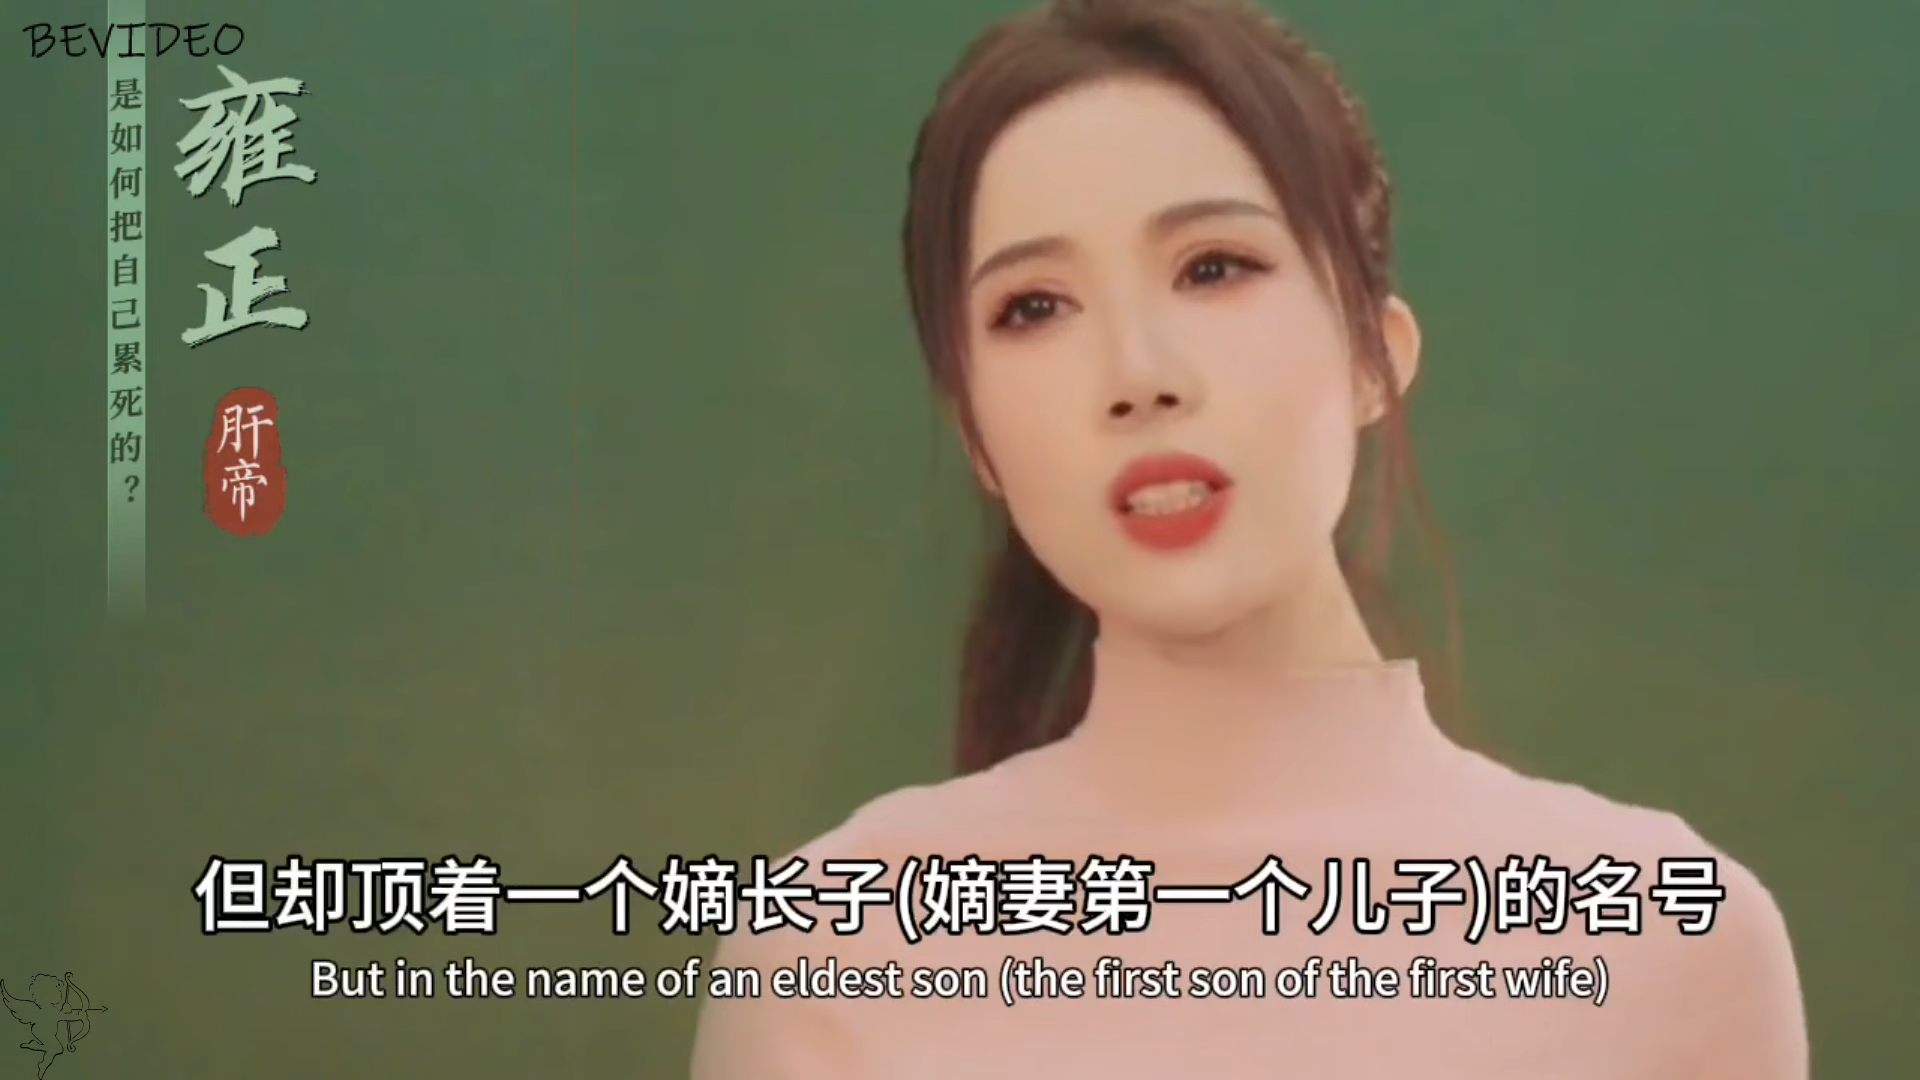 BEVIDEO
是如何把自己累死的？
雍正
肝帝
但却顶着一个嫡长子(嫡妻第一个儿子)的名号
But in the name of an eldest son (the first son of the first wife)